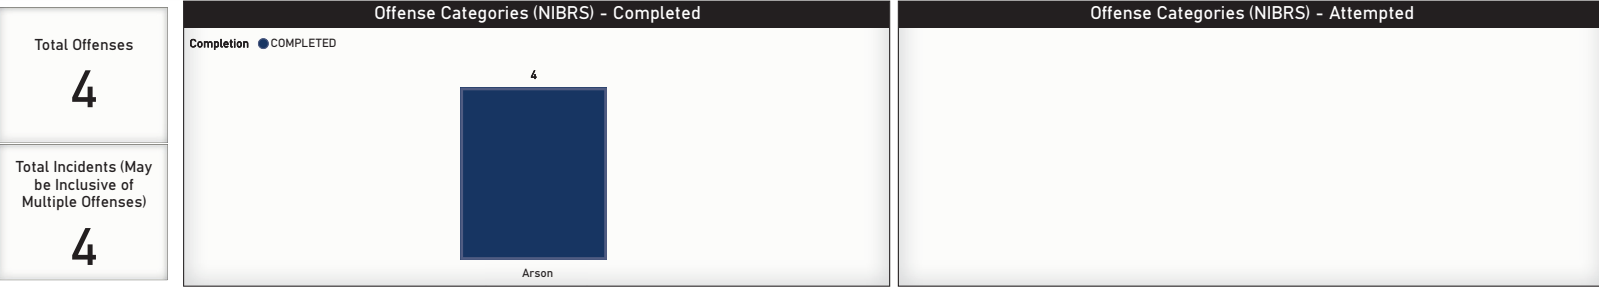 Total Offenses
4
Total Incidents (May
be Inclusive of
Multiple Offenses)
4
Offense Categories (NIBRS) - Completed
Completion COMPLETED
4
Arson
Offense Categories (NIBRS) - Attempted